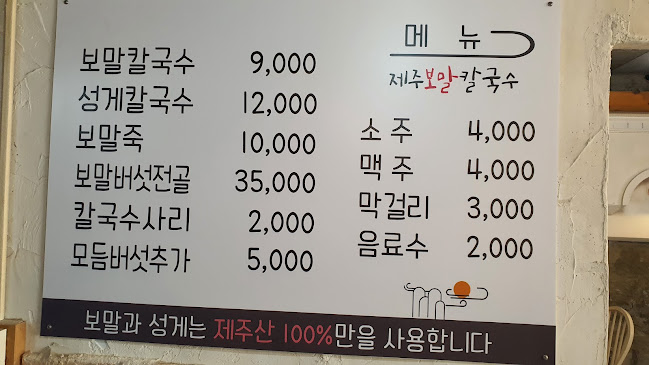 메 뉴
제주보말칼국수
보말칼국수 9,000
성게칼국수 12,000
보말죽 10,000
보말버섯전골 35,000
칼국수사리 2,000
모듬버섯추가 5,000
소 주 4,000
맥 주 4,000
막걸리 3,000
음료수 2,000
보말과 성게는 제주산 100%만을 사용합니다